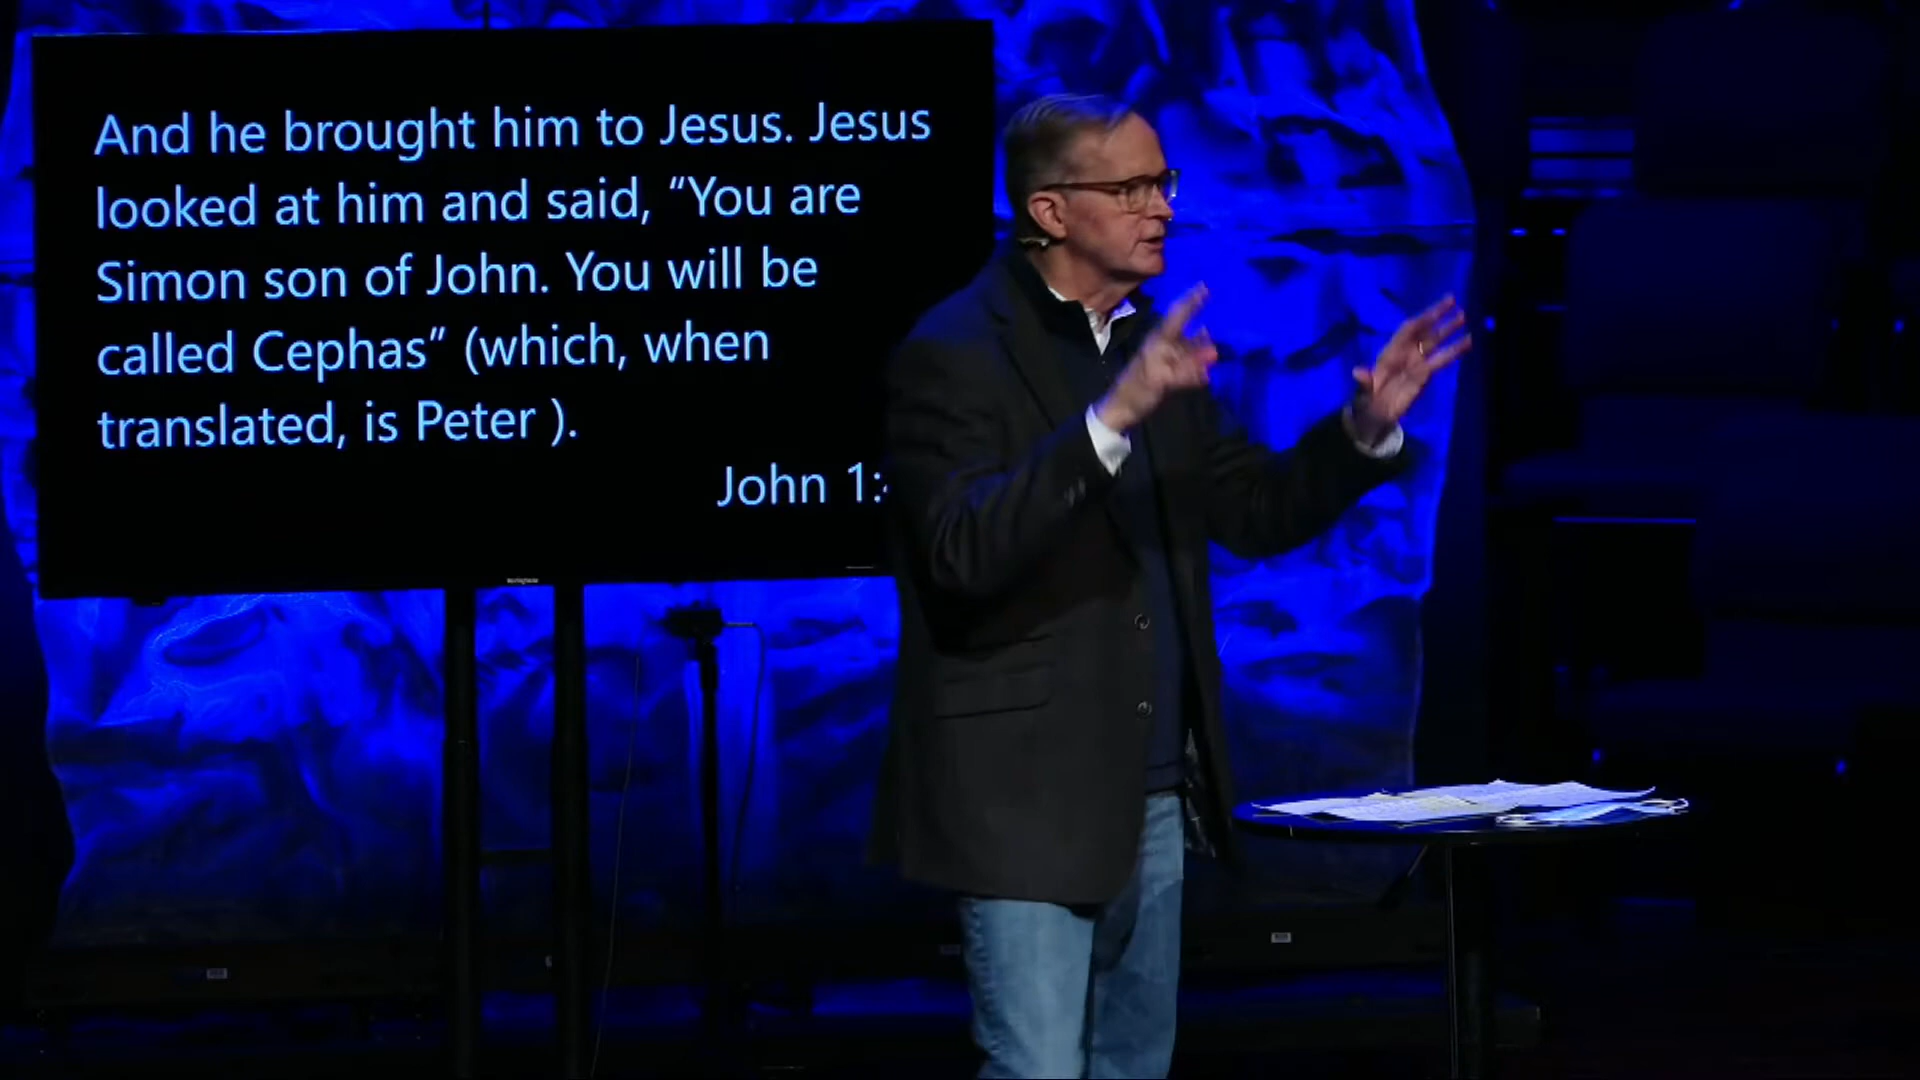 And he brought him to Jesus. Jesus
looked at him and said, “You are
Simon son of John. You will be
called Cephas” (which, when
translated, is Peter ).
John 1:
Westinghouse